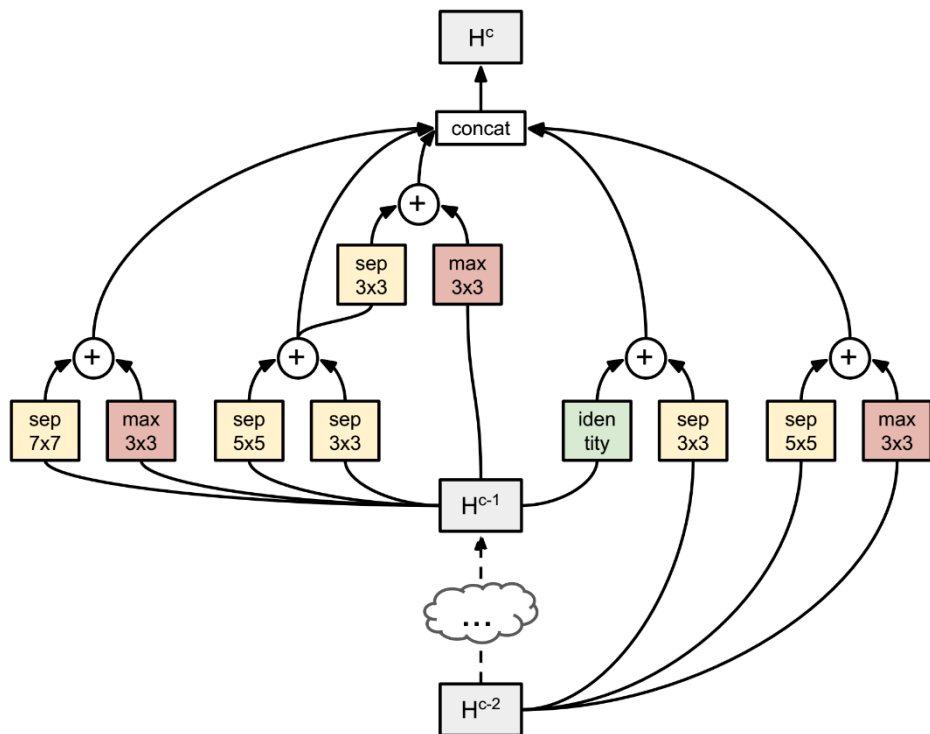 H^c
concat
+
sep
3x3
max
3x3
+
+
+
+
sep
7x7
max
3x3
sep
5x5
sep
3x3
iden
tity
sep
3x3
sep
5x5
max
3x3
H^c-1
...
H^c-2